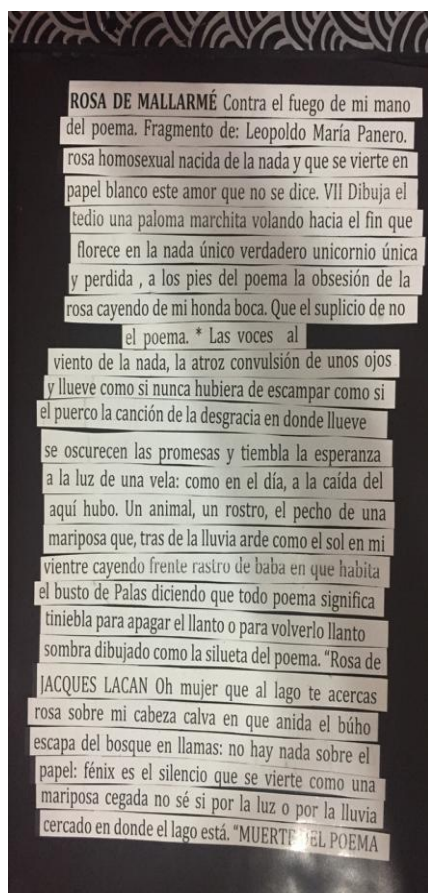 ROSA DE MALLARMÉ Contra el fuego de mi mano
del poema. Fragmento de: Leopoldo María Panero.
rosa homosexual nacida de la nada y que se vierte en
papel blanco este amor que no se dice. VII Dibuja el
tedio una paloma marchita volando hacia el fin que
florece en la nada único verdadero unicornio única
y perdida , a los pies del poema la obsesión de la
rosa cayendo de mi honda boca. Que el suplicio de no
el poema. * Las voces al
viento de la nada, la atroz convulsión de unos ojos
y llueve como si nunca hubiera de escampar como si
el puerco la canción de la desgracia en donde llueve
se oscurecen las promesas y tiembla la esperanza
a la luz de una vela: como en el día, a la caída del
aquí hubo. Un animal, un rostro, el pecho de una
mariposa que, tras de la lluvia arde como el sol en mi
vientre cayendo frente rastro de baba en que habita
el busto de Palas diciendo que todo poema significa
tiniebla para apagar el llanto o para volverlo llanto
sombra dibujado como la silueta del poema. “Rosa de
JACQUES LACAN Oh mujer que al lago te acercas
rosa sobre mi cabeza calva en que anida el búho
escapa del bosque en llamas: no hay nada sobre el
papel: fénix es el silencio que se vierte como una
mariposa cegada no sé si por la luz o por la lluvia
cercado en donde el lago está. “MUERTE DEL POEMA